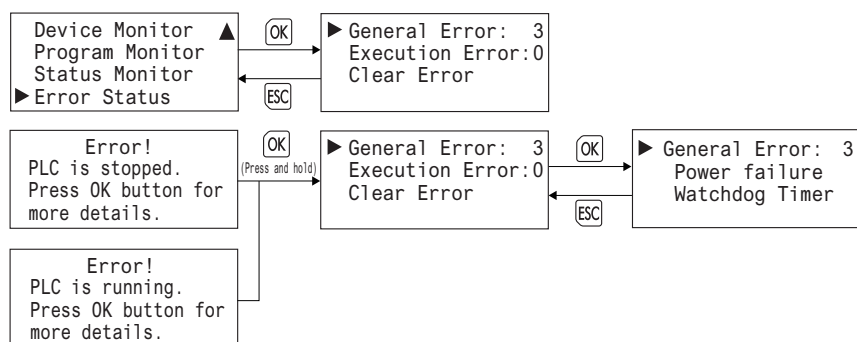 Device Monitor ▲
Program Monitor
Status Monitor
▶ Error Status
OK
ESC
▶ General Error: 3
Execution Error:0
Clear Error
Error!
PLC is stopped.
Press OK button for
more details.
OK
(Press and hold)
▶ General Error: 3
Execution Error:0
Clear Error
OK
ESC
▶ General Error: 3
Power failure
Watchdog Timer
Error!
PLC is running.
Press OK button for
more details.